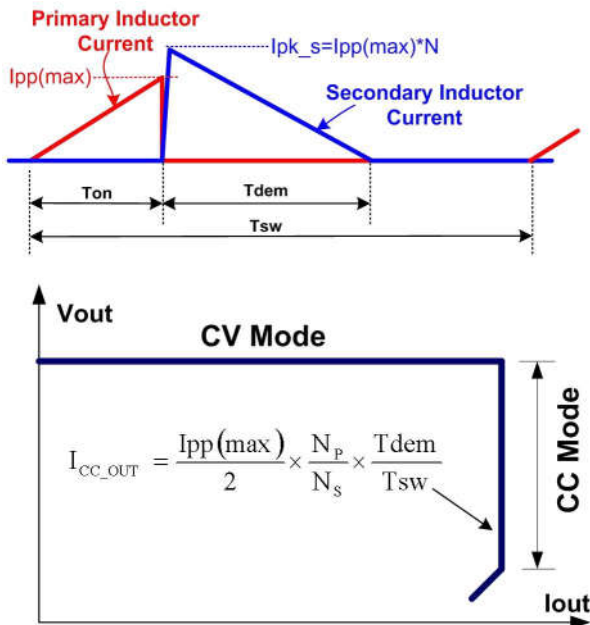 Primary Inductor
Current
Ipk_s=Ipp(max)*N
Ipp(max)
Secondary Inductor
Current
Ton
Tdem
Tsw
Vout
CV Mode
I_CC_OUT = Ipp(max)/2 × N_P/N_S × Tdem/Tsw
CC Mode
Iout